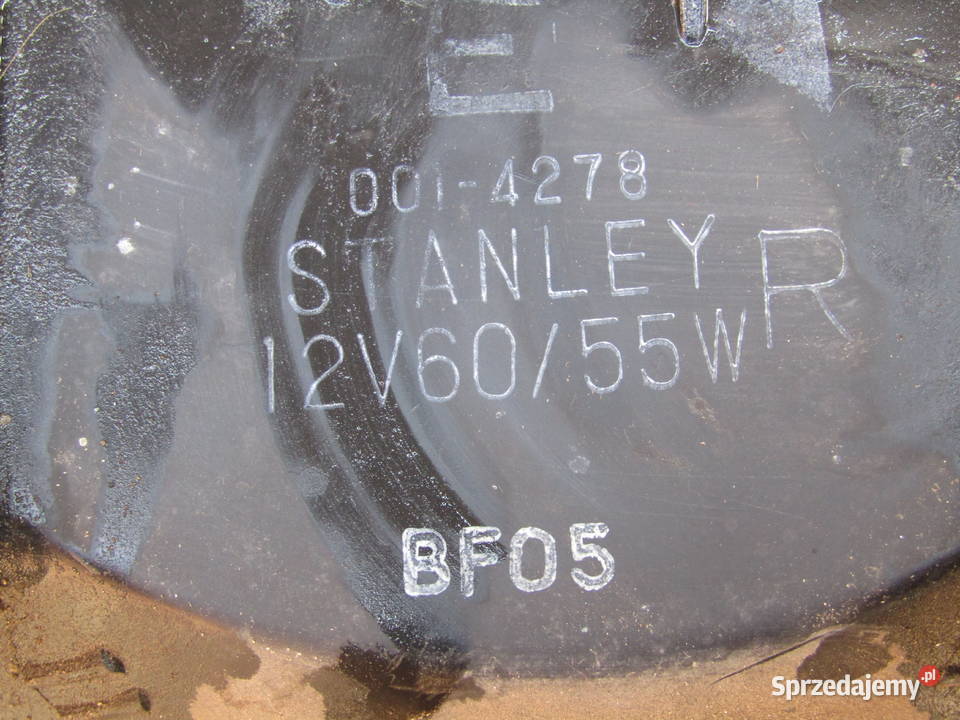 E
001-4278
STANLEY R
12V60/55W
BF05
Sprzedajemy.pl